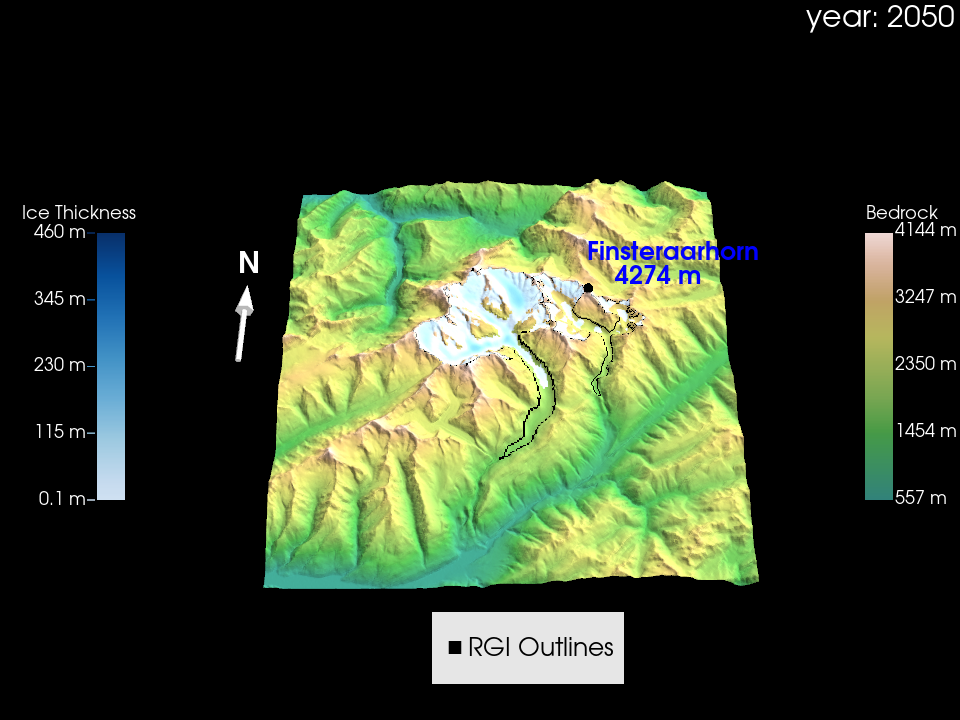 year: 2050
Ice Thickness
460 m
345 m
230 m
115 m
0.1 m
N
Finsteraarhorn
4274 m
Bedrock
4144 m
3247 m
2350 m
1454 m
557 m
RGI Outlines